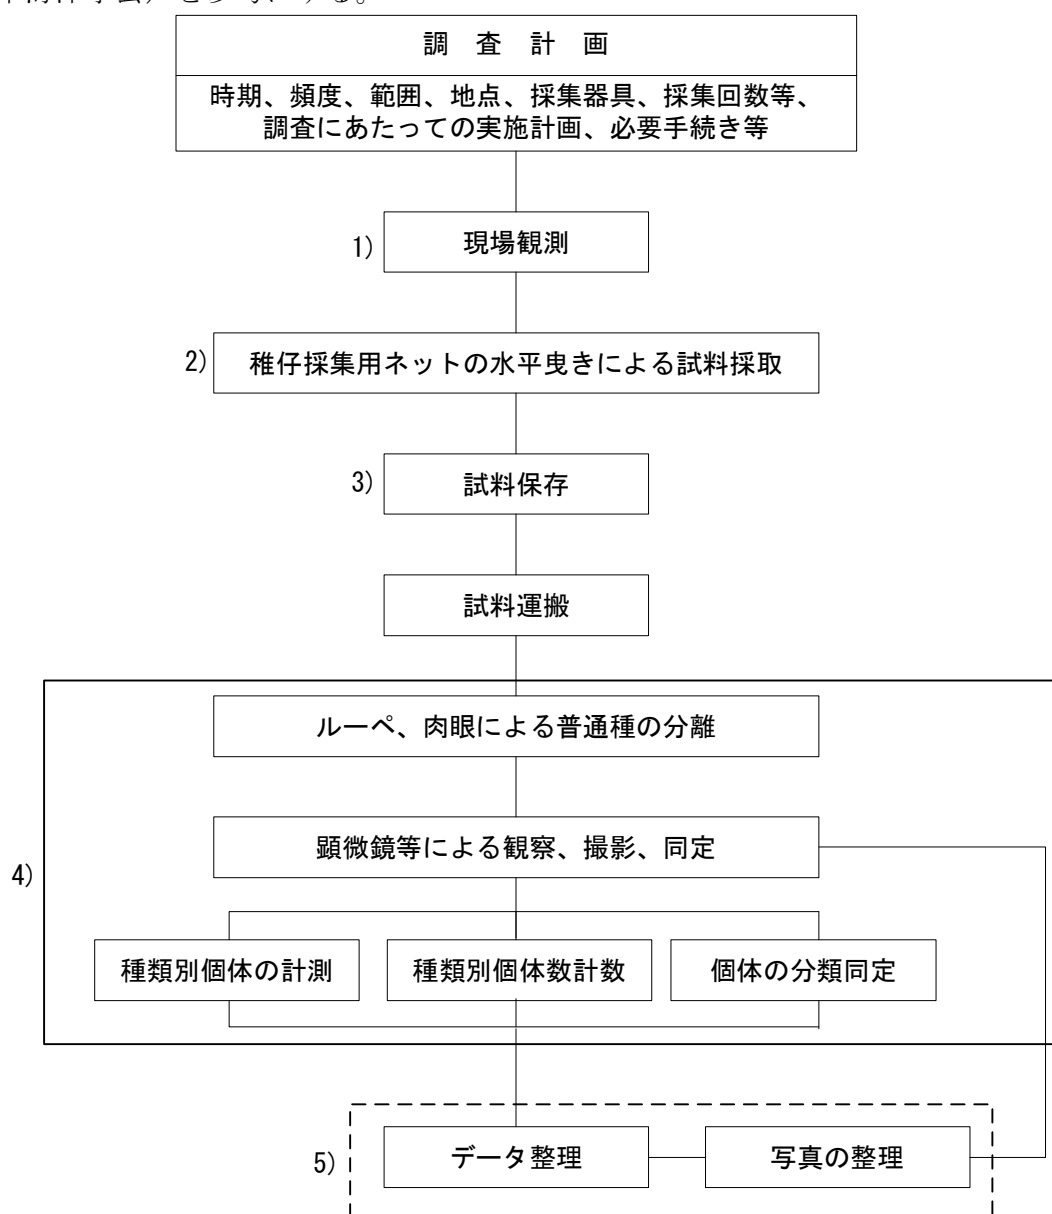 を参考にする。
調 査 計 画
時期、頻度、範囲、地点、採集器具、採集回数等、
調査にあたっての実施計画、必要手続き等
1)
現場観測
2)
稚仔採集用ネットの水平曳きによる試料採取
3)
試料保存
試料運搬
ルーペ、肉眼による普通種の分離
顕微鏡等による観察、撮影、同定
4)
種類別個体の計測
種類別個体数計数
個体の分類同定
5)
データ整理
写真の整理